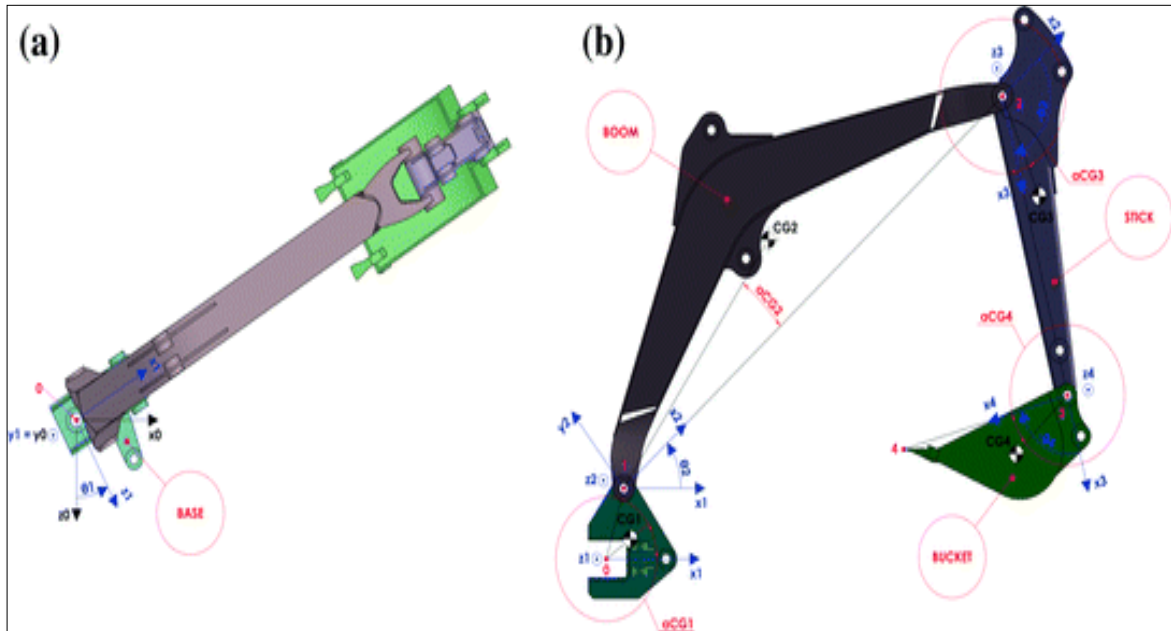 (a)
0
x1
y1 = y0
x0
θ1
z1
z0
BASE
(b)
BOOM
z3
x2
2
θ3
x3
αCG3
CG3
STICK
CG2
αCG2
αCG4
z4
x4
3
4
CG4
x3
BUCKET
y2
x2
1
θ2
z2
x1
CG1
z1
0
x1
αCG1